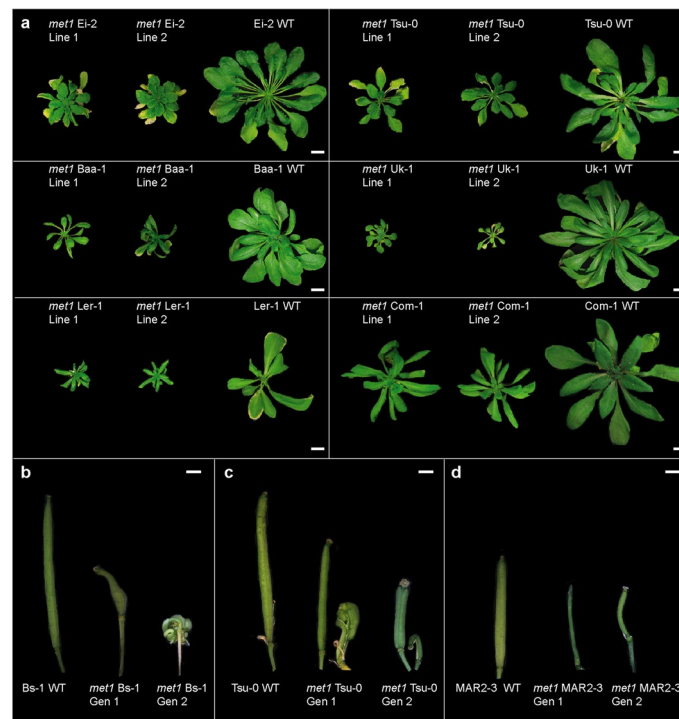 a
met1 Ei-2
Line 1
met1 Ei-2
Line 2
Ei-2 WT
met1 Tsu-0
Line 1
met1 Tsu-0
Line 2
Tsu-0 WT
met1 Baa-1
Line 1
met1 Baa-1
Line 2
Baa-1 WT
met1 Uk-1
Line 1
met1 Uk-1
Line 2
Uk-1 WT
met1 Ler-1
Line 1
met1 Ler-1
Line 2
Ler-1 WT
met1 Com-1
Line 1
met1 Com-1
Line 2
Com-1 WT
b
Bs-1 WT
met1 Bs-1
Gen 1
met1 Bs-1
Gen 2
c
Tsu-0 WT
met1 Tsu-0
Gen 1
met1 Tsu-0
Gen 2
d
MAR2-3 WT
met1 MAR2-3
Gen 1
met1 MAR2-3
Gen 2